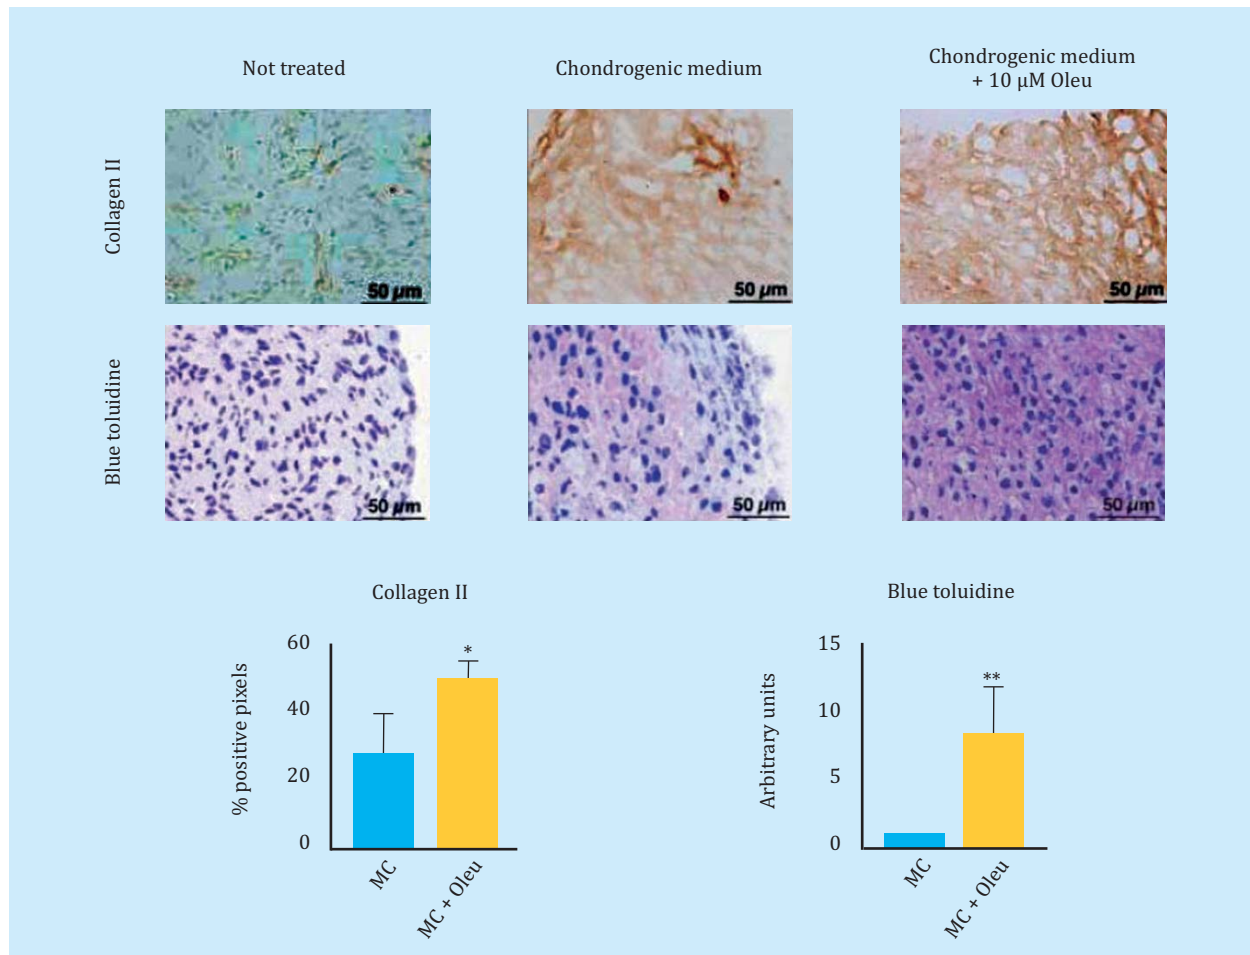 Not treated
Chondrogenic medium
Chondrogenic medium
+ 10 µM Oleu
Collagen II
50 µm
50 µm
50 µm
Blue toluidine
50 µm
50 µm
50 µm
Collagen II
% positive pixels
60
40
20
0
*
MC
MC + Oleu
Blue toluidine
Arbitrary units
15
10
5
0
**
MC
MC + Oleu